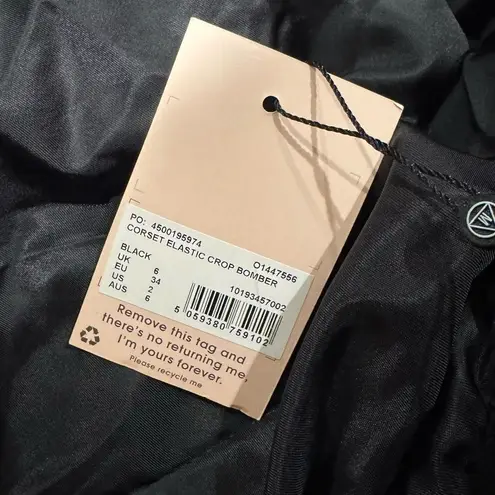 PO: 4500195974 O1447556
CORSET ELASTIC CROP BOMBER
BLACK 10193457002
UK 6
EU 34
US 2
AUS 6
5 059380 759102
Remove this tag and
there's no returning me,
I'm yours forever.
Please recycle me